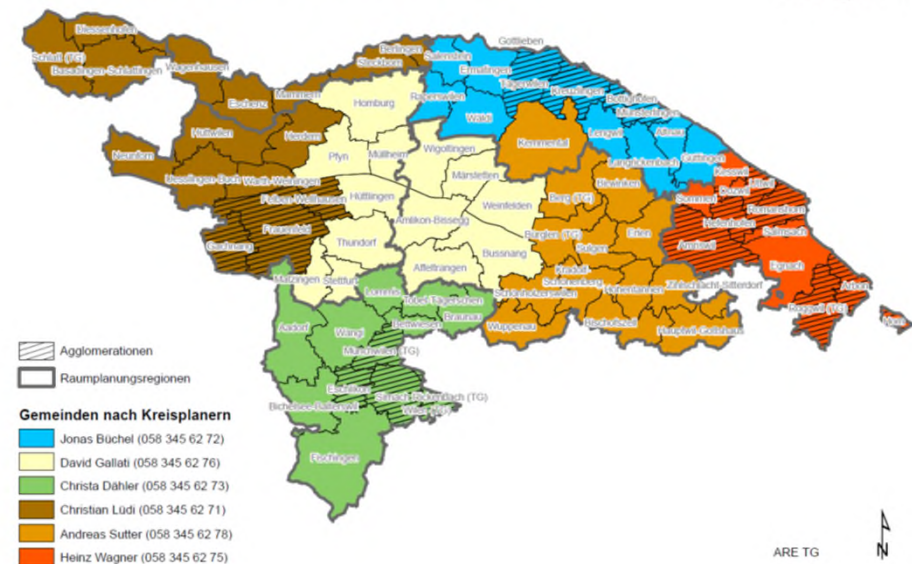 Gottlieben
Diessenhofen
Schlatt (TG)
Basadingen-Schlattingen
Wagenhausen
Eschenz
Mammern
Steckborn
Berlingen
Salenstein
Ermatingen
Tägerwilen
Kreuzlingen
Bottighofen
Münsterlingen
Raperswilen
Wäldi
Homburg
Kemmental
Lengwil
Altnau
Langrickenbach
Güttingen
Hüttwilen
Herdern
Neunforn
Pfyn
Müllheim
Wigoltingen
Märstetten
Kesswil
Uttwil
Dozwil
Sommeri
Romanshorn
Hefenhofen
Salmsach
Amriswil
Uesslingen-Buch
Warth-Weiningen
Felben-Wellhausen
Hüttlingen
Weinfelden
Berg (TG)
Birwinken
Amlikon-Bissegg
Bürglen (TG)
Erlen
Sulgen
Frauenfeld
Gachnang
Thundorf
Bussnang
Egnach
Affeltrangen
Kradolf-
Schönenberg
Matzingen
Stettfurt
Lommis
Tobel-Tägerschen
Schönholzerswilen
Hohentannen
Zihlschlacht-Sitterdorf
Arbon
Roggwil (TG)
Horn
Braunau
Bettwiesen
Wuppenau
Bischofszell
Hauptwil-Gottshaus
Aadorf
Wängi
Münchwilen (TG)
Eschlikon
Sirnach
Rickenbach (TG)
Wilen (TG)
Bichelsee-Balterswil
Fischingen
Agglomerationen
Raumplanungsregionen
Gemeinden nach Kreisplanern
Jonas Büchel (058 345 62 72)
David Gallati (058 345 62 76)
Christa Dähler (058 345 62 73)
Christian Lüdi (058 345 62 71)
Andreas Sutter (058 345 62 78)
Heinz Wagner (058 345 62 75)
ARE TG
N